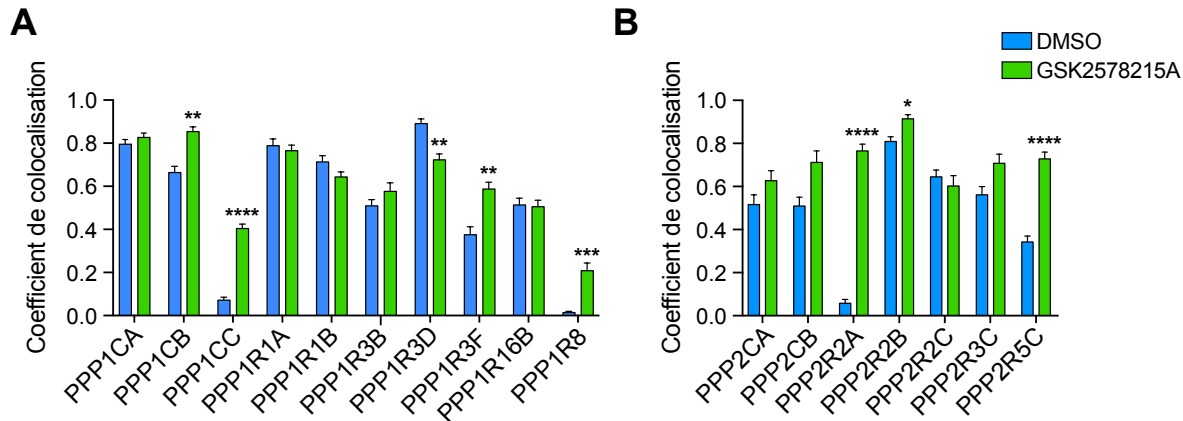 A
B
DMSO
GSK2578215A
Coefficient de colocalisation
1.0
0.8
0.6
0.4
0.2
0.0
**
****
**
**
***
PPP1CA
PPP1CB
PPP1CC
PPP1R1A
PPP1R1B
PPP1R3B
PPP1R3D
PPP1R3F
PPP1R16B
PPP1R8
Coefficient de colocalisation
1.0
0.8
0.6
0.4
0.2
0.0
****
*
****
PPP2CA
PPP2CB
PPP2R2A
PPP2R2B
PPP2R2C
PPP2R3C
PPP2R5C